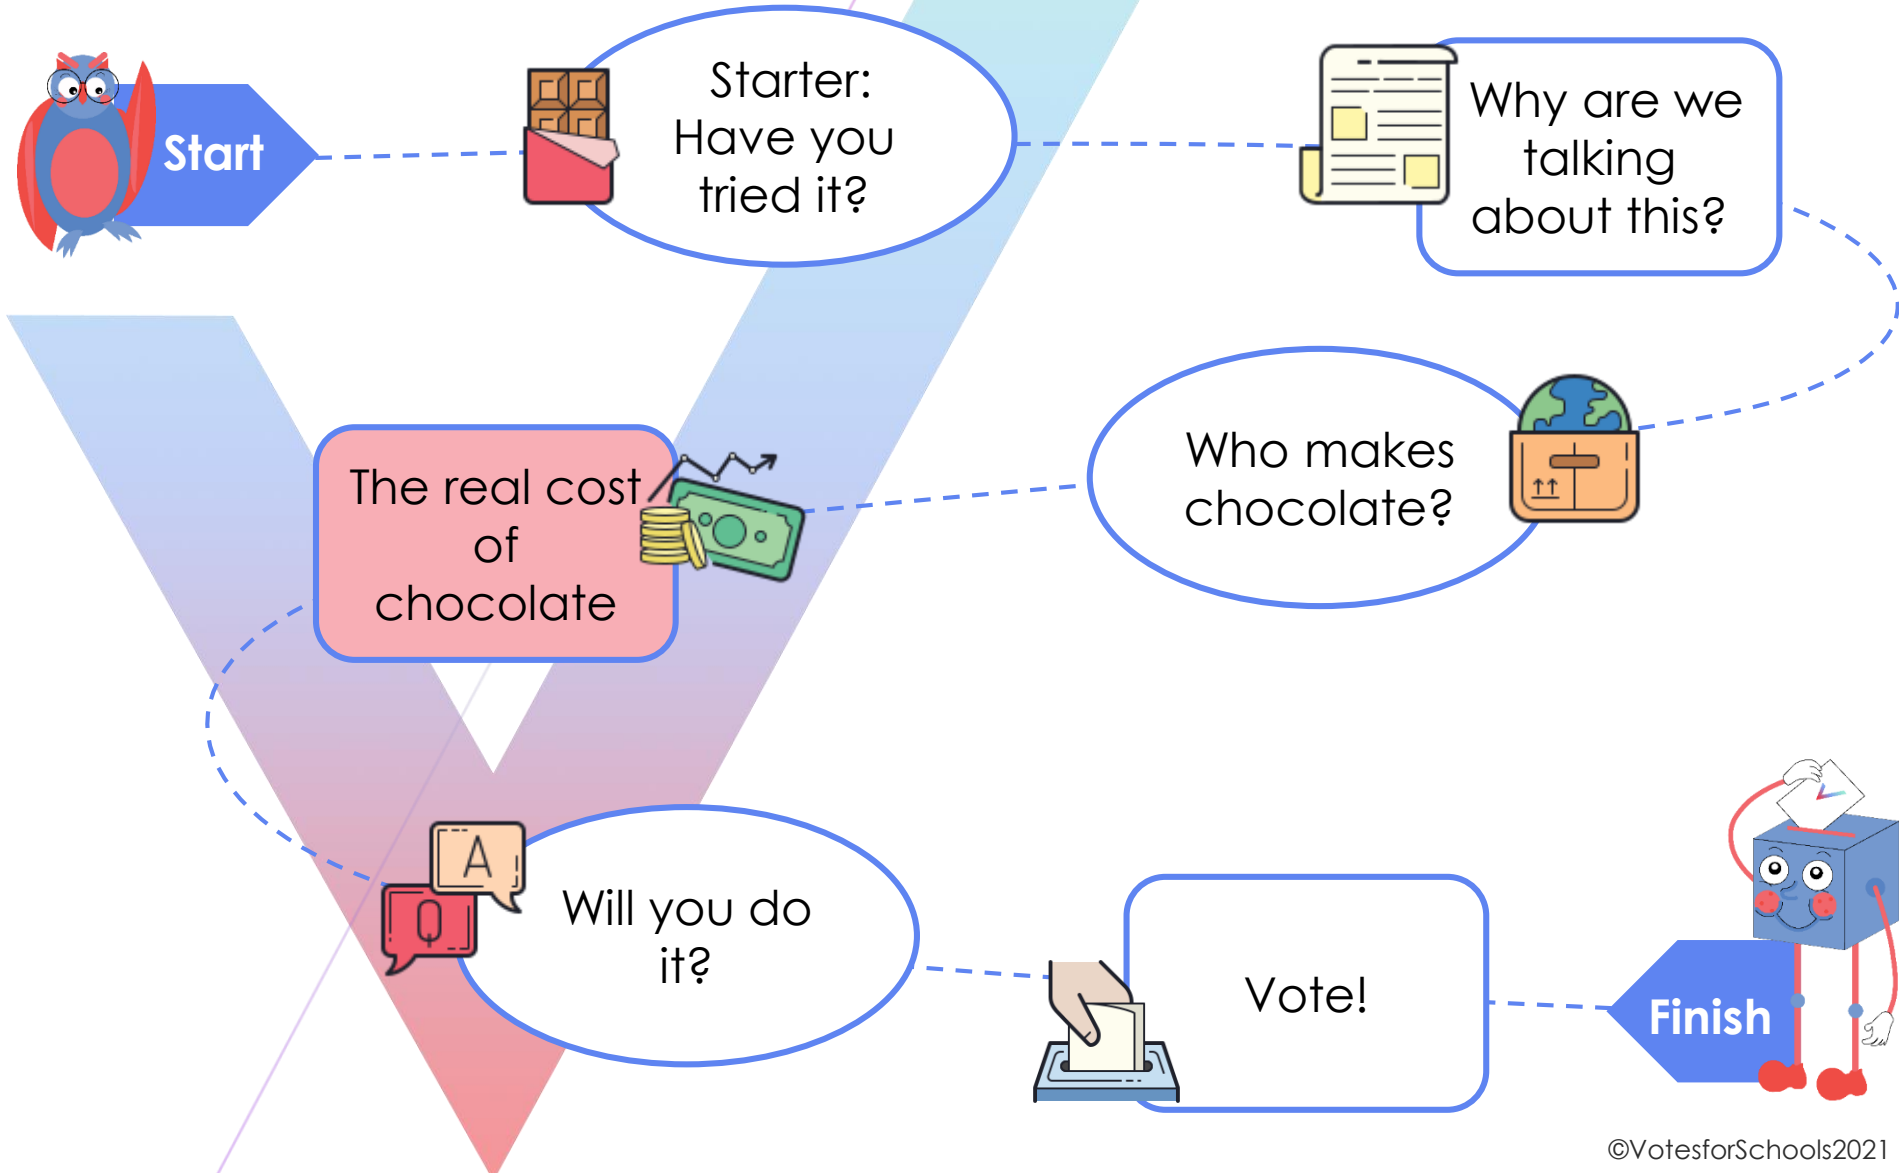 Start
Starter:
Have you
tried it?
Why are we
talking
about this?
Who makes
chocolate?
The real cost
of
chocolate
A
Q
Will you do
it?
Vote!
Finish
©VotesforSchools2021